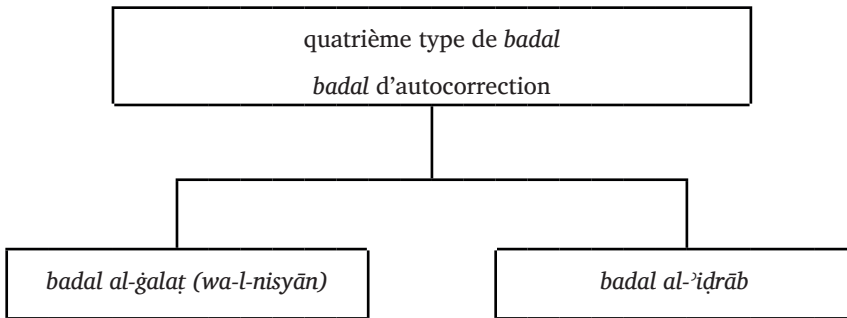 quatrième type de badal
badal d’autocorrection
badal al-ġalaṭ (wa-l-nisyān)
badal al-ʾiḍrāb